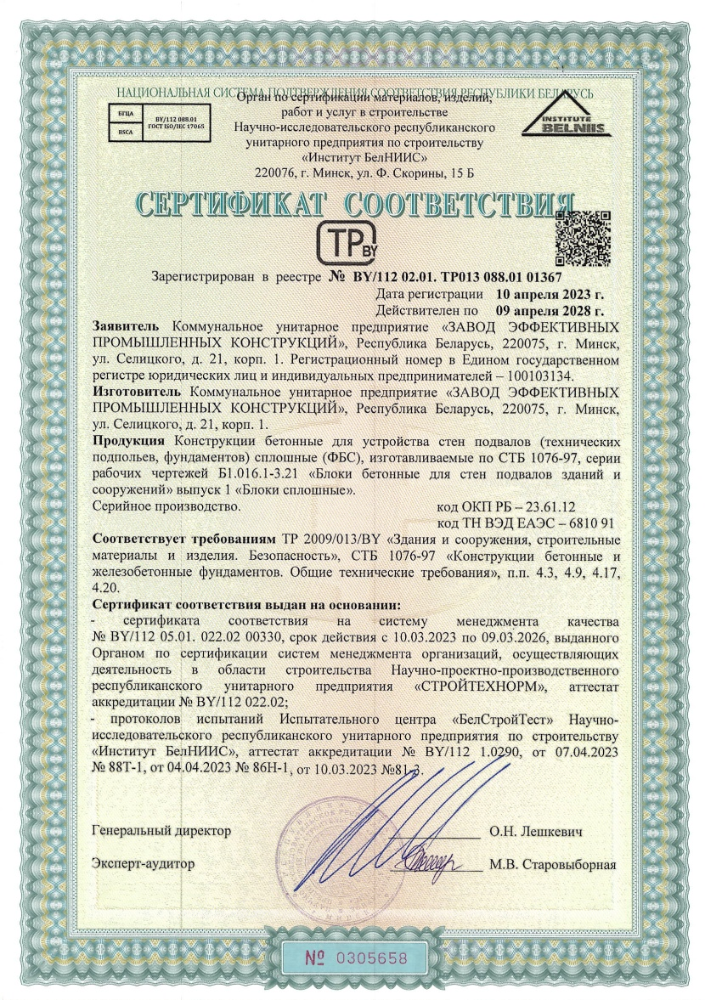 НАЦИОНАЛЬНАЯ СИСТЕМА ПОДТВЕРЖДЕНИЯ СООТВЕТСТВИЯ РЕСПУБЛИКИ БЕЛАРУСЬ
Орган по сертификации материалов, изделий,
работ и услуг в строительстве
Научно-исследовательского республиканского
унитарного предприятия по строительству
«Институт БелНИИС»
220076, г. Минск, ул. Ф. Скорины, 15 Б
БГЦА
BSCA
BY/112 088.01
ГОСТ ISO/IEC 17065
INSTITUTE
BELNIIS
СЕРТИФИКАТ СООТВЕТСТВИЯ
ТР BY
Зарегистрирован в реестре № BY/112 02.01. ТР013 088.01 01367
Дата регистрации 10 апреля 2023 г.
Действителен по 09 апреля 2028 г.
Заявитель Коммунальное унитарное предприятие «ЗАВОД ЭФФЕКТИВНЫХ
ПРОМЫШЛЕННЫХ КОНСТРУКЦИЙ», Республика Беларусь, 220075, г. Минск,
ул. Селицкого, д. 21, корп. 1. Регистрационный номер в Едином государственном
регистре юридических лиц и индивидуальных предпринимателей – 100103134.
Изготовитель Коммунальное унитарное предприятие «ЗАВОД ЭФФЕКТИВНЫХ
ПРОМЫШЛЕННЫХ КОНСТРУКЦИЙ», Республика Беларусь, 220075, г. Минск,
ул. Селицкого, д. 21, корп. 1.
Продукция Конструкции бетонные для устройства стен подвалов (технических
подпольев, фундаментов) сплошные (ФБС), изготавливаемые по СТБ 1076-97, серии
рабочих чертежей Б1.016.1-3.21 «Блоки бетонные для стен подвалов зданий и
сооружений» выпуск 1 «Блоки сплошные».
Серийное производство. код ОКП РБ – 23.61.12
код ТН ВЭД ЕАЭС – 6810 91
Соответствует требованиям ТР 2009/013/BY «Здания и сооружения, строительные
материалы и изделия. Безопасность», СТБ 1076-97 «Конструкции бетонные и
железобетонные фундаментов. Общие технические требования», п.п. 4.3, 4.9, 4.17,
4.20.
Сертификат соответствия выдан на основании:
- сертификата соответствия на систему менеджмента качества
№ BY/112 05.01. 022.02 00330, срок действия с 10.03.2023 по 09.03.2026, выданного
Органом по сертификации систем менеджмента организаций, осуществляющих
деятельность в области строительства Научно-проектно-производственного
республиканского унитарного предприятия «СТРОЙТЕХНОРМ», аттестат
аккредитации № BY/112 022.02;
- протоколов испытаний Испытательного центра «БелСтройТест» Научно-
исследовательского республиканского унитарного предприятия по строительству
«Институт БелНИИС», аттестат аккредитации № BY/112 1.0290, от 07.04.2023
№ 88Т-1, от 04.04.2023 № 86Н-1, от 10.03.2023 №81-3.
Генеральный директор О.Н. Лешкевич
Эксперт-аудитор М.В. Старовыборная
№ 0305658